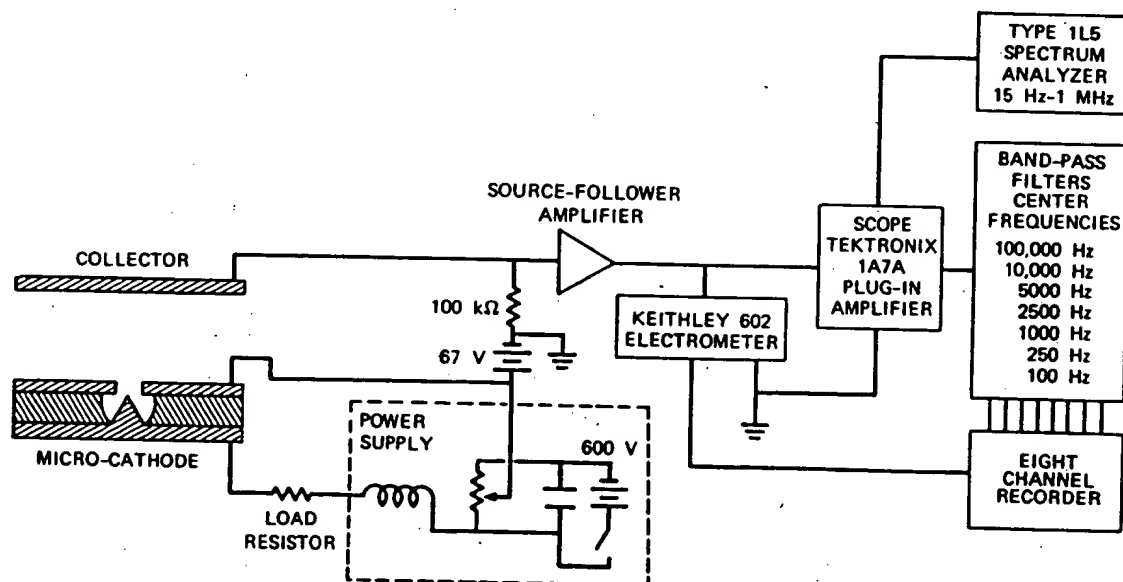 TYPE 1L5
SPECTRUM
ANALYZER
15 Hz-1 MHz
BAND-PASS
FILTERS
CENTER
FREQUENCIES
100,000 Hz
10,000 Hz
5000 Hz
2500 Hz
1000 Hz
250 Hz
100 Hz
SOURCE-FOLLOWER
AMPLIFIER
SCOPE
TEKTRONIX
1A7A
PLUG-IN
AMPLIFIER
COLLECTOR
100 kΩ
KEITHLEY 602
ELECTROMETER
67 V
POWER
SUPPLY
600 V
MICRO-CATHODE
EIGHT
CHANNEL
RECORDER
LOAD
RESISTOR